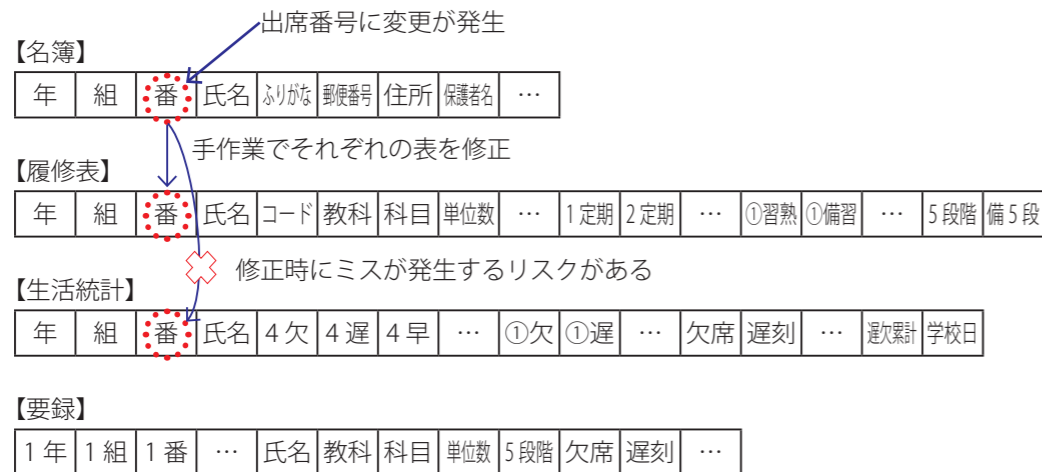 出席番号に変更が発生
【名簿】
年 組 番 氏名 ふりがな 郵便番号 住所 保護者名 …
手作業でそれぞれの表を修正
【履修表】
年 組 番 氏名 コード 教科 科目 単位数 … 1定期 2定期 … ①習熟 ①備習 … 5段階 備5段
修正時にミスが発生するリスクがある
【生活統計】
年 組 番 氏名 4欠 4遅 4早 … ①欠 ①遅 … 欠席 遅刻 … 遅欠累計 学校日
【要録】
1年 1組 1番 … 氏名 教科 科目 単位数 5段階 欠席 遅刻 …